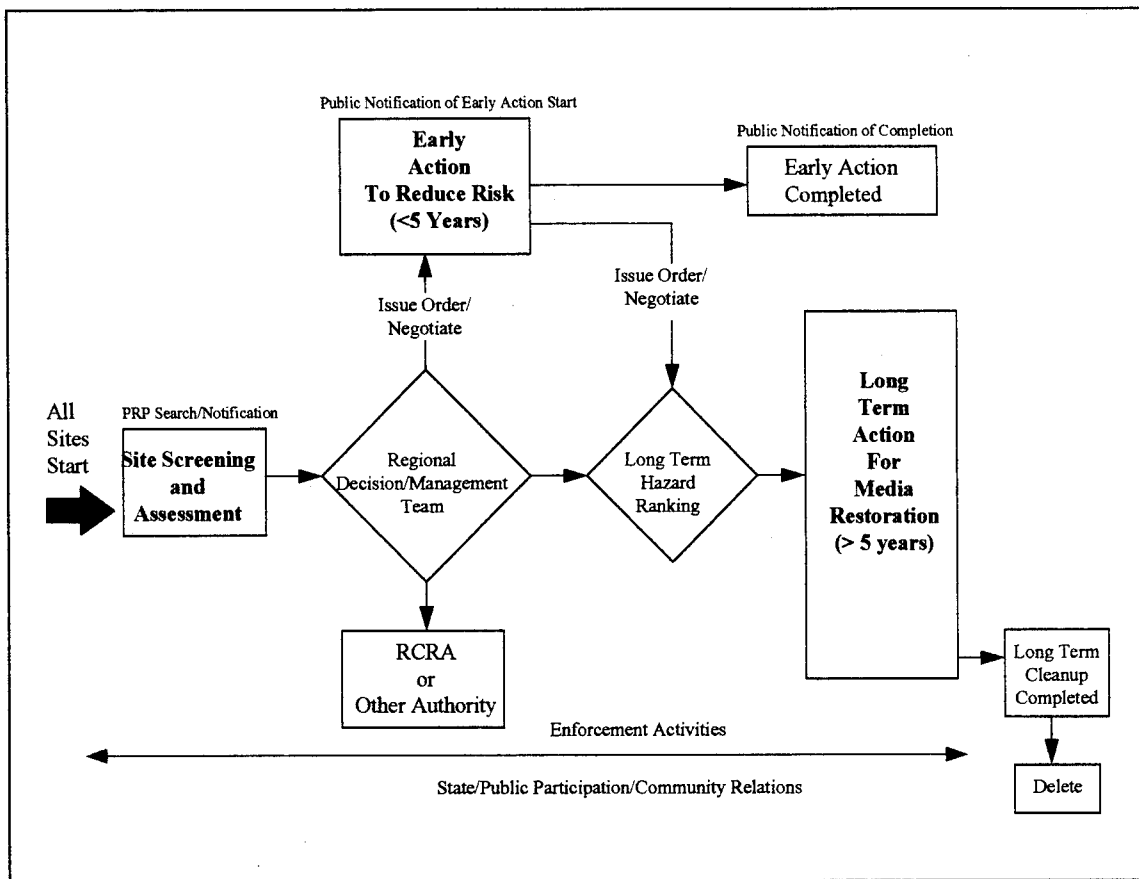 Public Notification of Early Action Start
Early
Action
To Reduce Risk
(<5 Years)
Public Notification of Completion
Early Action
Completed
Issue Order/
Negotiate
Issue Order/
Negotiate
All
Sites
Start
PRP Search/Notification
Site Screening
and
Assessment
Regional
Decision/Management
Team
Long Term
Hazard
Ranking
Long
Term
Action
For
Media
Restoration
(> 5 years)
RCRA
or
Other Authority
Long Term
Cleanup
Completed
Delete
Enforcement Activities
State/Public Participation/Community Relations